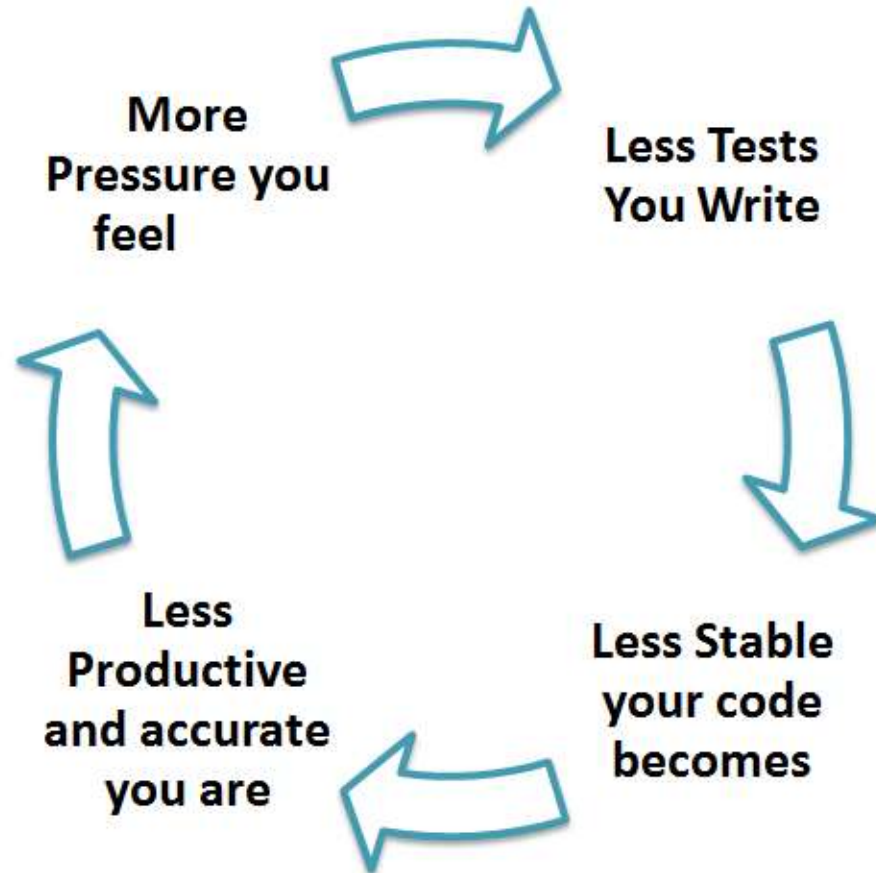 More
Pressure you
feel
Less Tests
You Write
Less Stable
your code
becomes
Less
Productive
and accurate
you are